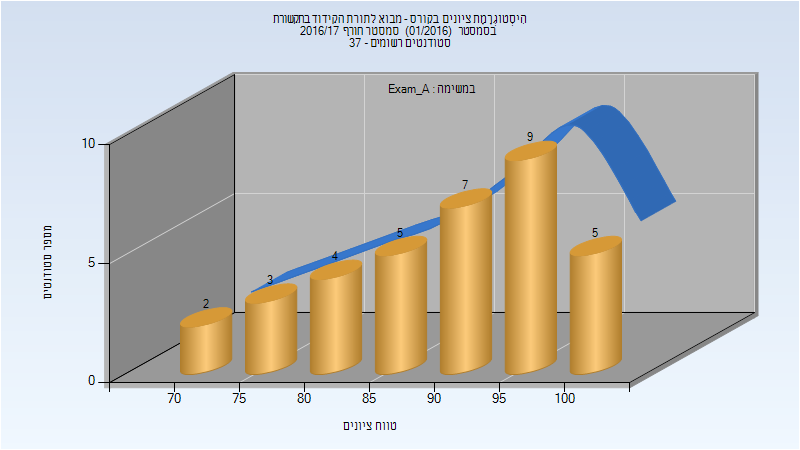 היסטוגרמת ציונים בקורס - מבוא לתורת הקידוד בתקשורת
בסמסטר (01/2016) סמסטר חורף 2016/17
סטודנטים רשומים - 37
במשימה : Exam_A
מספר סטודנטים
10
5
0
2
3
4
5
7
9
5
70
75
80
85
90
95
100
טווח ציונים